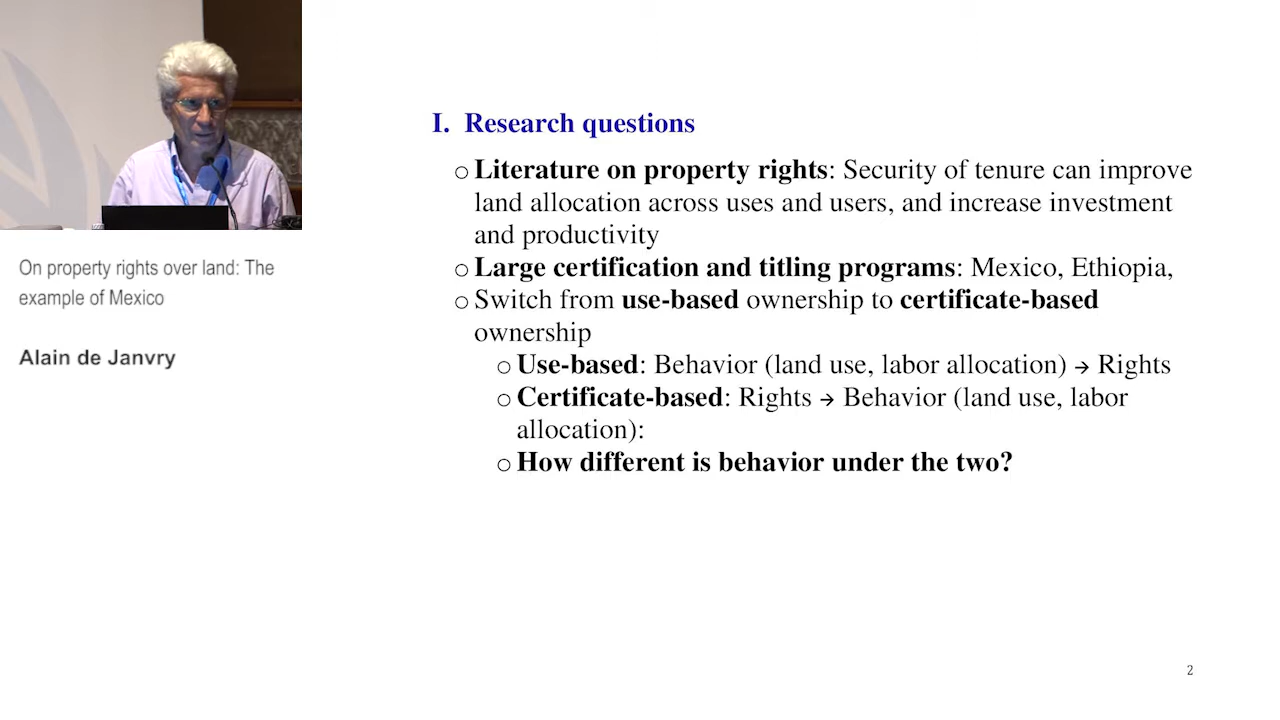 On property rights over land: The
example of Mexico
Alain de Janvry
I. Research questions
○ Literature on property rights: Security of tenure can improve
land allocation across uses and users, and increase investment
and productivity
○ Large certification and titling programs: Mexico, Ethiopia,
○ Switch from use-based ownership to certificate-based
ownership
○ Use-based: Behavior (land use, labor allocation) → Rights
○ Certificate-based: Rights → Behavior (land use, labor
allocation):
○ How different is behavior under the two?
2